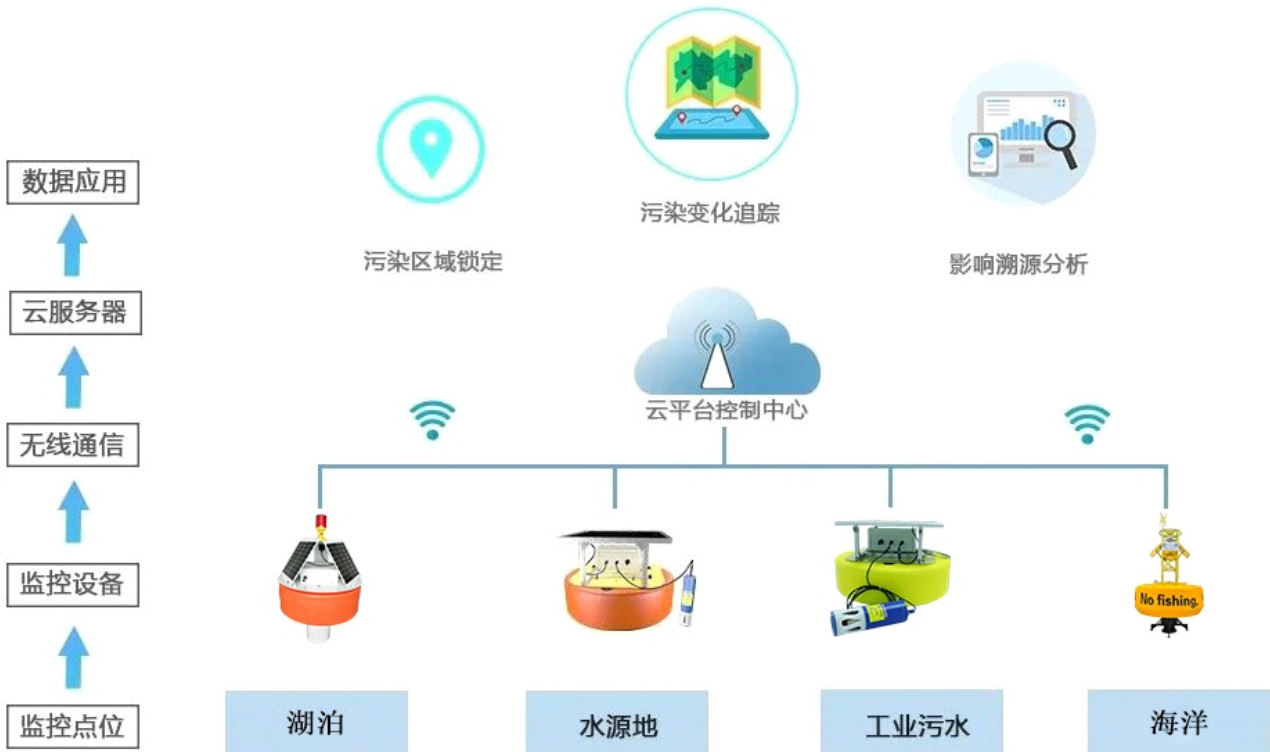 数据应用
云服务器
无线通信
监控设备
监控点位
污染区域锁定
污染变化追踪
影响溯源分析
云平台控制中心
No fishing.
湖泊
水源地
工业污水
海洋